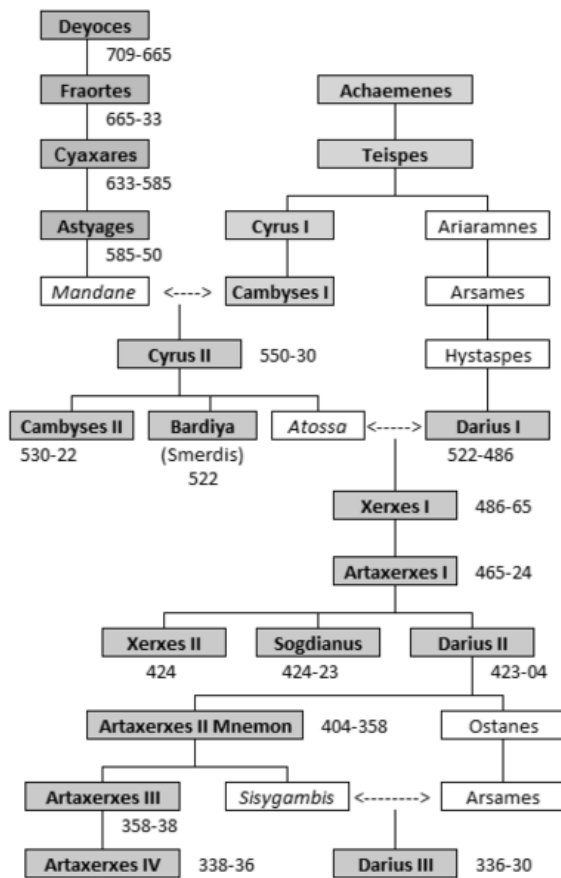 Deyoces
709-665
Fraortes
Achaemenes
665-33
Cyaxares
Teispes
633-585
Astyages
Cyrus I
Ariaramnes
585-50
Mandane <----> Cambyses I
Arsames
Cyrus II 550-30
Hystaspes
Cambyses II
Bardiya
Atossa <-----> Darius I
530-22
(Smerdis)
522
522-486
Xerxes I 486-65
Artaxerxes I 465-24
Xerxes II
Sogdianus
Darius II
424
424-23
423-04
Artaxerxes II Mnemon 404-358
Ostanes
Artaxerxes III
Sisygambis <--------> Arsames
358-38
Artaxerxes IV 338-36
Darius III 336-30